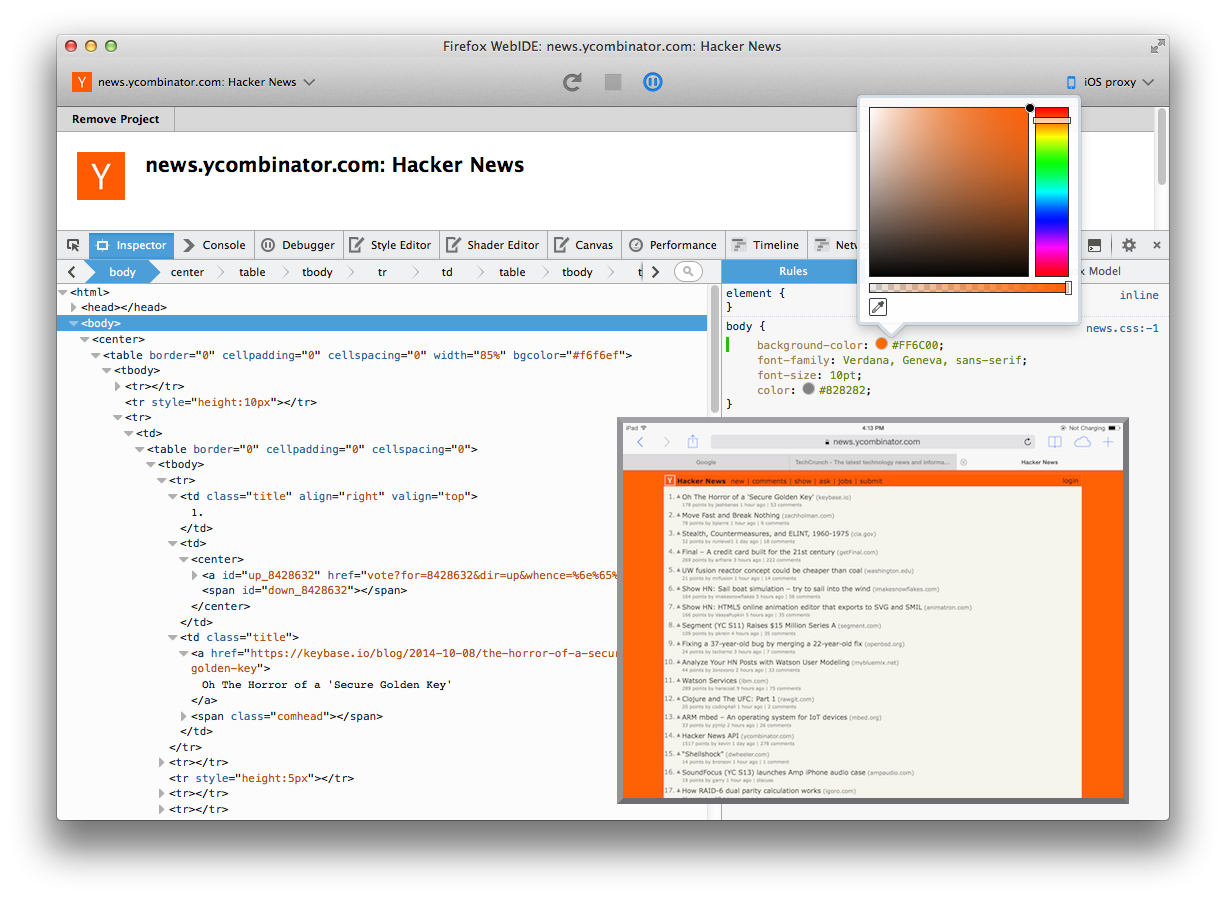 Firefox WebIDE: news.ycombinator.com: Hacker News
Y news.ycombinator.com: Hacker News
iOS proxy
Remove Project
Y news.ycombinator.com: Hacker News
Inspector Console Debugger Style Editor Shader Editor Canvas Performance Timeline
body center table tbody tr td table tbody
Rules
<html>
<head></head>
<body>
<center>
<table border="0" cellpadding="0" cellspacing="0" width="85%" bgcolor="#f6f6ef">
<tbody>
<tr></tr>
<tr style="height:10px"></tr>
<tr>
<td>
<table border="0" cellpadding="0" cellspacing="0">
<tbody>
<tr>
<td class="title" align="right" valign="top">
1.
</td>
<td>
<center>
<a id="up_8428632" href="vote?for=8428632&dir=up&whence=%6e%65%
<span id="down_8428632"></span>
</center>
</td>
<td class="title">
<a href="https://keybase.io/blog/2014-10-08/the-horror-of-a-secu
golden-key">
Oh The Horror of a 'Secure Golden Key'
</a>
<span class="comhead"></span>
</td>
</tr>
<tr></tr>
<tr style="height:5px"></tr>
<tr></tr>
<tr></tr>
element {
inline
}
body {
news.css:-1
background-color: #FF6C00;
font-family: Verdana, Geneva, sans-serif;
font-size: 10pt;
color: #828282;
}
iPad 4:13 PM Not Charging
news.ycombinator.com
Google TechCrunch - The latest technology news and informa... Hacker News
Y Hacker News new | comments | show | ask | jobs | submit login
1. Oh The Horror of a 'Secure Golden Key' (keybase.io)
2. Move Fast and Break Nothing (zachholman.com)
3. Stealth, Countermeasures, and ELINT, 1960-1975 (cia.gov)
4. Final – A credit card built for the 21st century (getfinal.com)
5. UW fusion reactor concept could be cheaper than coal (washington.edu)
6. Show HN: Sail boat simulation – try to sail into the wind (imakesnowflakes.com)
7. Show HN: HTML5 online animation editor that exports to SVG and SMIL (animatron.com)
8. Segment (YC S11) Raises $15 Million Series A (segment.com)
9. Fixing a 37-year-old bug by merging a 22-year-old fix (openbsd.org)
10. Analyze Your HN Posts with Watson User Modeling (mybluemix.net)
11. Watson Services (ibm.com)
12. Clojure and The UFC: Part 1 (rawgit.com)
13. ARM mbed – An operating system for IoT devices (mbed.org)
14. Hacker News API (ycombinator.com)
15. "Shellshock" (dwheeler.com)
16. SoundFocus (YC S13) launches Amp iPhone audio case (ampaudio.com)
17. How RAID-6 dual parity calculation works (igoro.com)